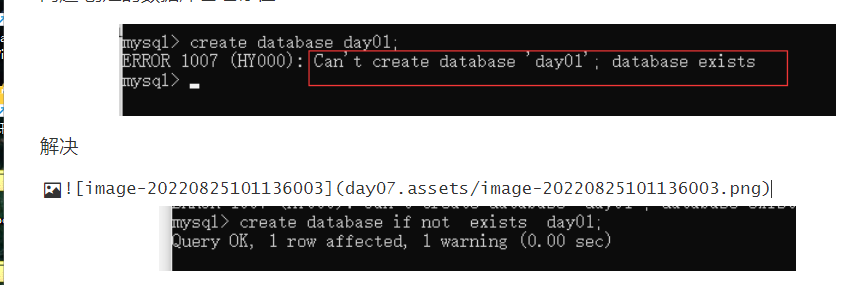 mysql> create database day01;
ERROR 1007 (HY000): Can't create database 'day01'; database exists
mysql>
解决
![image-20220825101136003](day07.assets/image-20220825101136003.png)
mysql> create database if not  exists  day01;
Query OK, 1 row affected, 1 warning (0.00 sec)